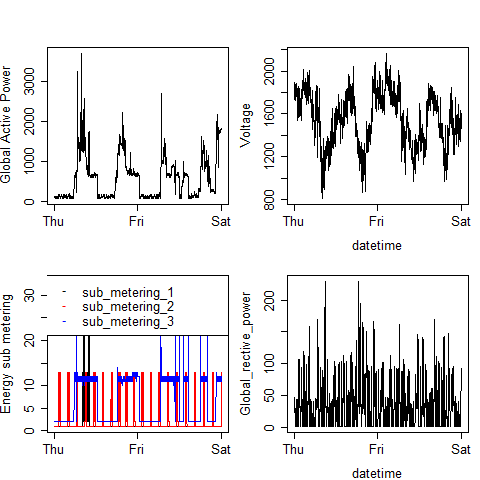 Global Active Power
0 1000 2000 3000
Thu Fri Sat
Voltage
800 1200 1600 2000
Thu Fri Sat
datetime
Energy sub metering
0 5 10 20 30
sub_metering_1
sub_metering_2
sub_metering_3
Thu Fri Sat
Global_rective_power
0 50 100 200
Thu Fri Sat
datetime